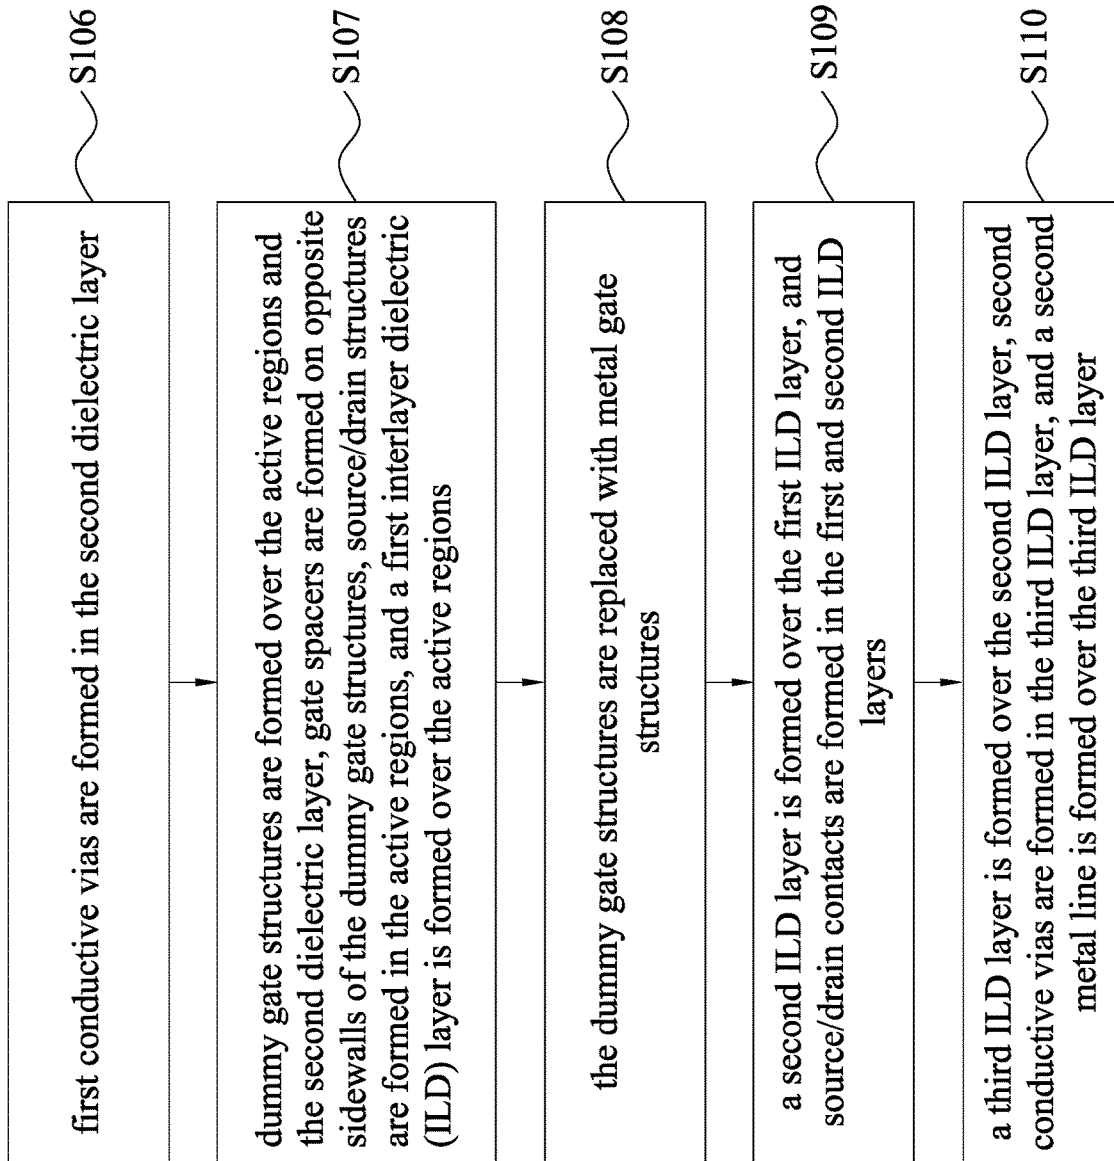 first conductive vias are formed in the second dielectric layer
S106
dummy gate structures are formed over the active regions and
the second dielectric layer, gate spacers are formed on opposite
sidewalls of the dummy gate structures, source/drain structures
are formed in the active regions, and a first interlayer dielectric
(ILD) layer is formed over the active regions
S107
the dummy gate structures are replaced with metal gate
structures
S108
a second ILD layer is formed over the first ILD layer, and
source/drain contacts are formed in the first and second ILD
layers
S109
a third ILD layer is formed over the second ILD layer, second
conductive vias are formed in the third ILD layer, and a second
metal line is formed over the third ILD layer
S110